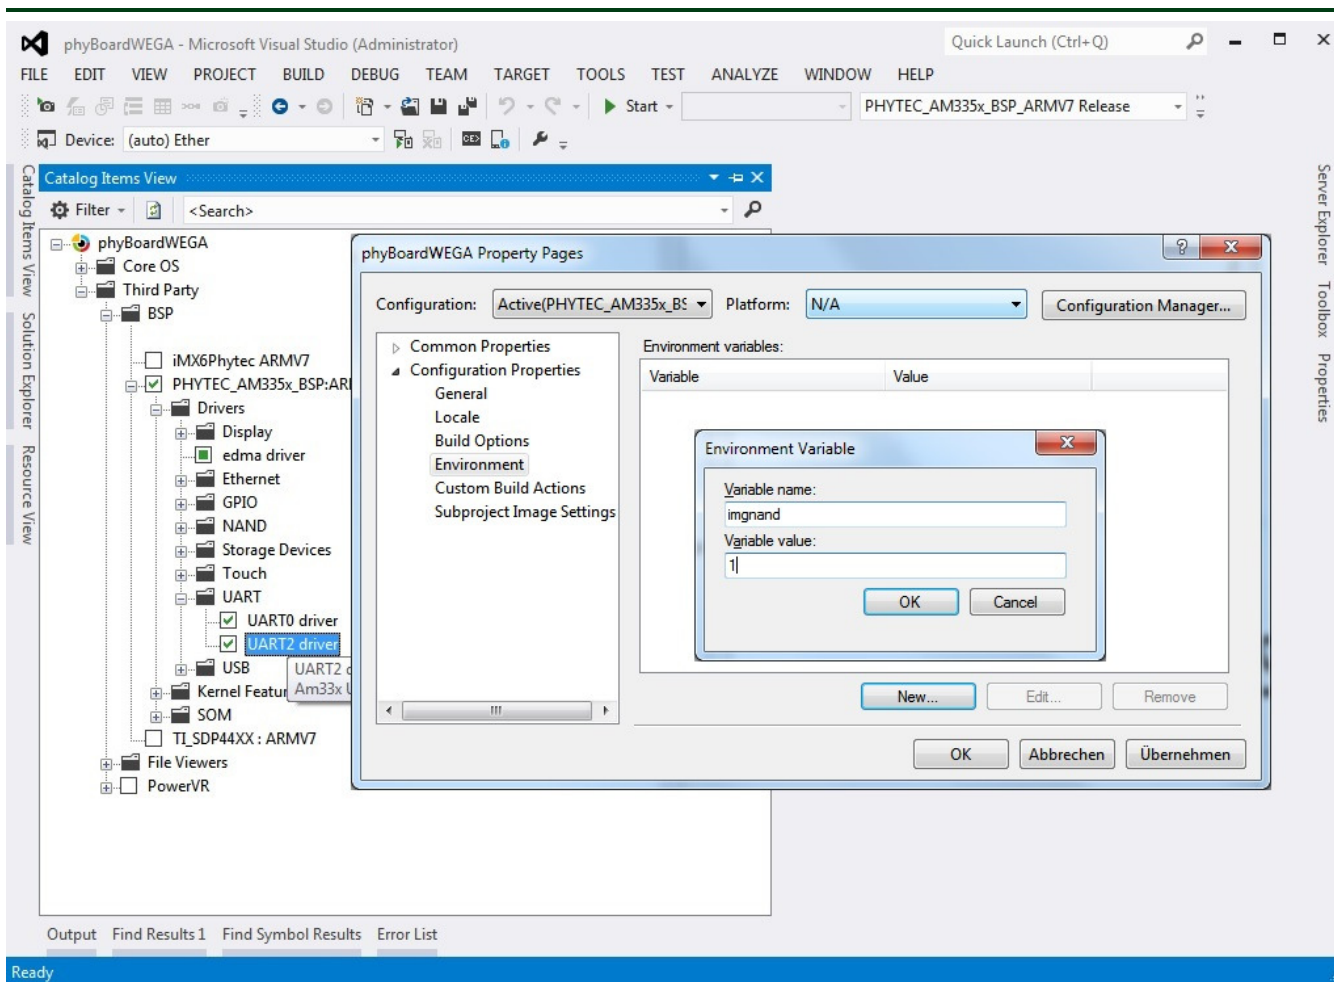 phyBoardWEGA - Microsoft Visual Studio (Administrator)
Quick Launch (Ctrl+Q)
FILE EDIT VIEW PROJECT BUILD DEBUG TEAM TARGET TOOLS TEST ANALYZE WINDOW HELP
Start
PHYTEC_AM335x_BSP_ARMV7 Release
Device: (auto) Ether
CE
Catalog Items View
Solution Explorer
Resource View
Server Explorer
Toolbox
Properties
Catalog Items View
Filter
<Search>
phyBoardWEGA
Core OS
Third Party
BSP
iMX6Phytec ARMV7
PHYTEC_AM335x_BSP:ARI
Drivers
Display
edma driver
Ethernet
GPIO
NAND
Storage Devices
Touch
UART
UART0 driver
UART2 driver
USB
UART2 d
Am33x U
Kernel Featur
SOM
TI_SDP44XX : ARMV7
File Viewers
PowerVR
phyBoardWEGA Property Pages
Configuration: Active(PHYTEC_AM335x_BS Platform: N/A Configuration Manager...
Common Properties
Configuration Properties
General
Locale
Build Options
Environment
Custom Build Actions
Subproject Image Settings
Environment variables:
Variable Value
Environment Variable
Variable name:
imgnand
Variable value:
1
OK Cancel
New... Edit... Remove
OK Abbrechen Übernehmen
Output Find Results 1 Find Symbol Results Error List
Ready